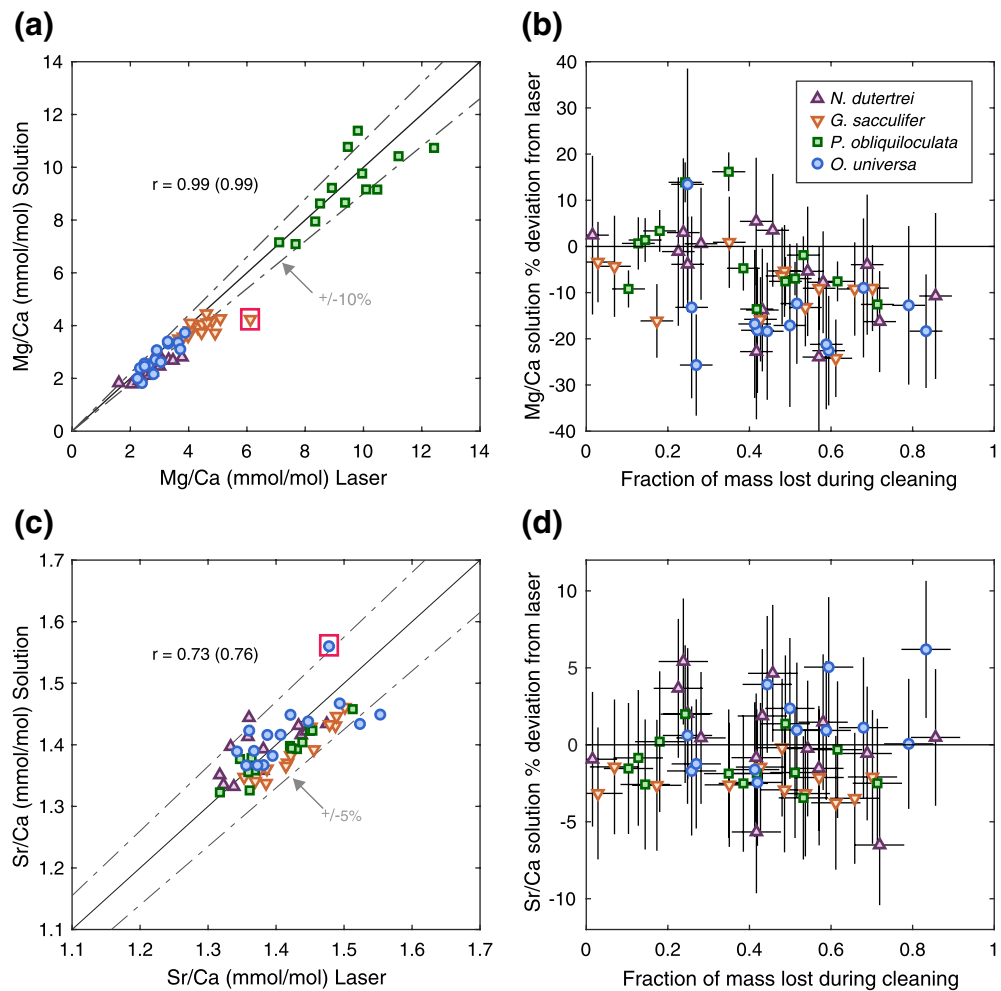 (a)
14
12
10
8
6
4
2
0
0 2 4 6 8 10 12 14
Mg/Ca (mmol/mol) Solution
Mg/Ca (mmol/mol) Laser
r = 0.99 (0.99)
+/-10%
(b)
40
30
20
10
0
-10
-20
-30
-40
0 0.2 0.4 0.6 0.8 1
Mg/Ca solution % deviation from laser
Fraction of mass lost during cleaning
N. dutertrei
G. sacculifer
P. obliquiloculata
O. universa
(c)
1.7
1.6
1.5
1.4
1.3
1.2
1.1
1.1 1.2 1.3 1.4 1.5 1.6 1.7
Sr/Ca (mmol/mol) Solution
Sr/Ca (mmol/mol) Laser
r = 0.73 (0.76)
+/-5%
(d)
10
5
0
-5
-10
0 0.2 0.4 0.6 0.8 1
Sr/Ca solution % deviation from laser
Fraction of mass lost during cleaning